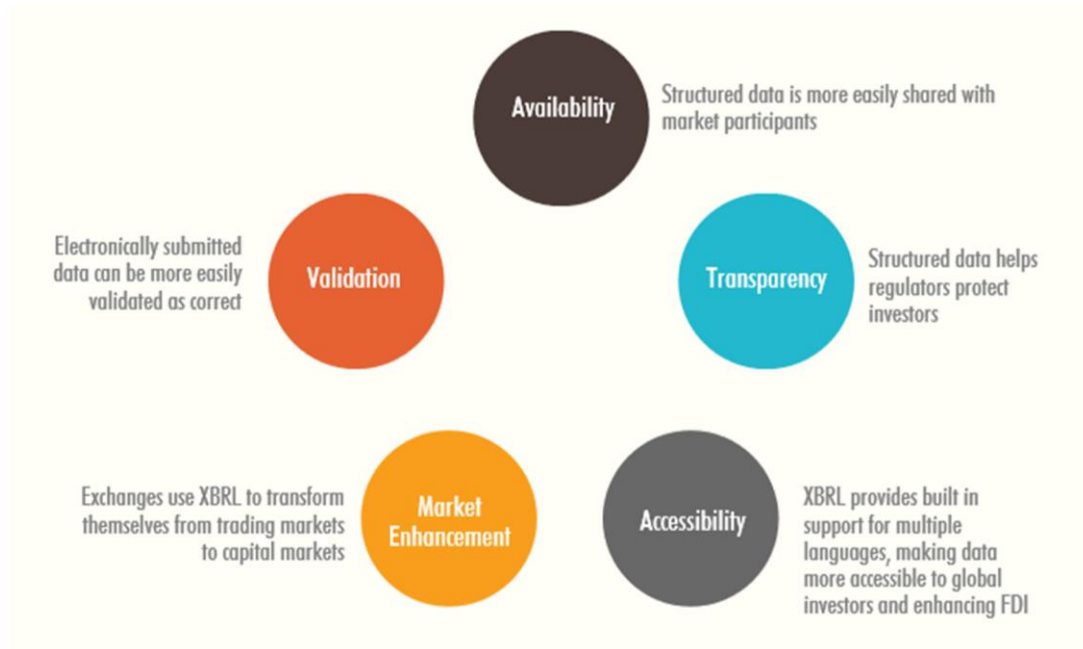 Availability
Structured data is more easily shared with
market participants
Electronically submitted
data can be more easily
validated as correct
Validation
Transparency
Structured data helps
regulators protect
investors
Exchanges use XBRL to transform
themselves from trading markets
to capital markets
Market
Enhancement
Accessibility
XBRL provides built in
support for multiple
languages, making data
more accessible to global
investors and enhancing FDI